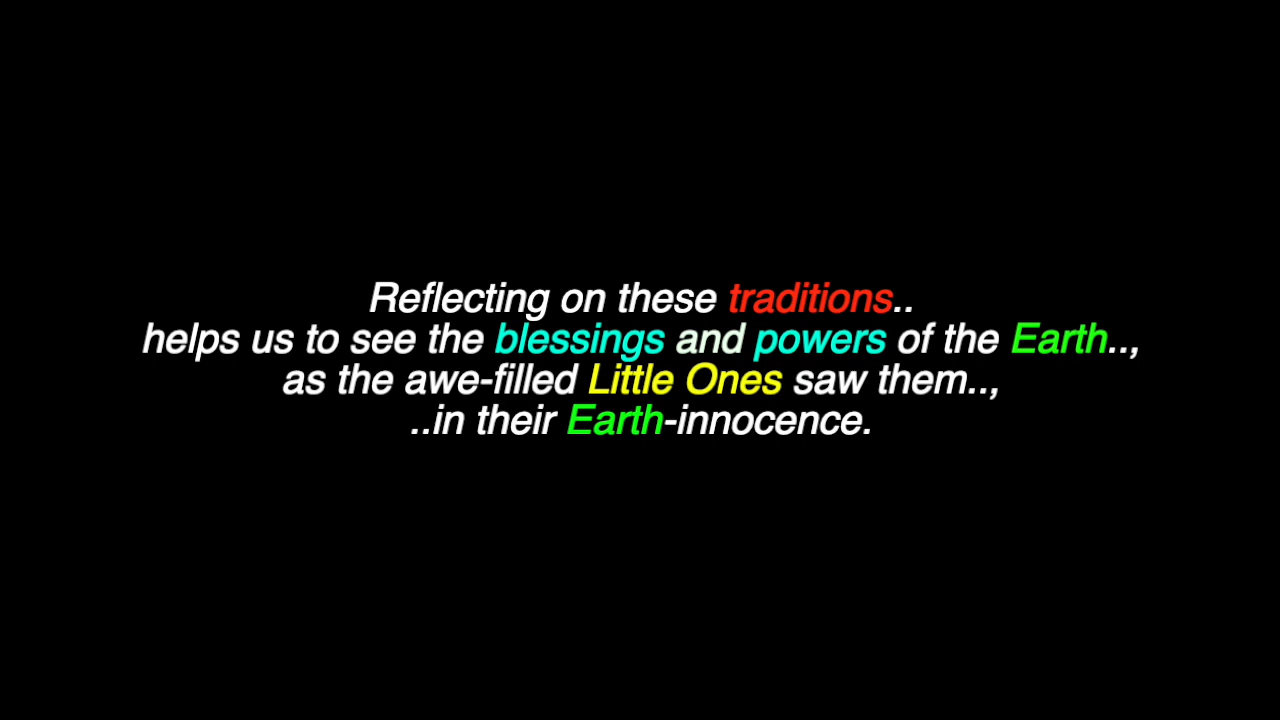 Reflecting on these traditions..
helps us to see the blessings and powers of the Earth..,
as the awe-filled Little Ones saw them..,
..in their Earth-innocence.